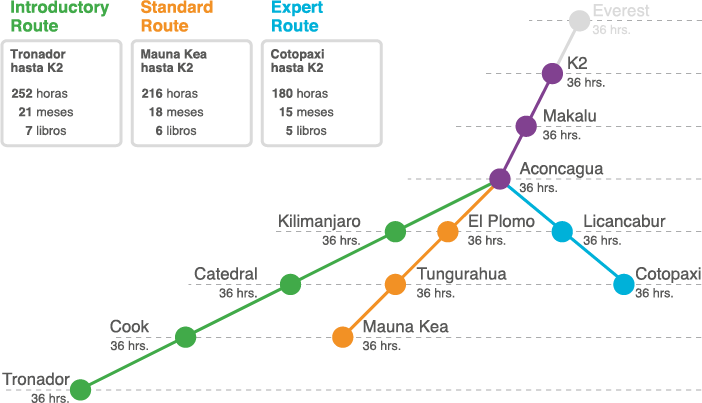 Introductory
Route
Tronador
hasta K2
252 horas
21 meses
7 libros
Standard
Route
Mauna Kea
hasta K2
216 horas
18 meses
6 libros
Expert
Route
Cotopaxi
hasta K2
180 horas
15 meses
5 libros
Everest
36 hrs.
K2
36 hrs.
Makalu
36 hrs.
Aconcagua
36 hrs.
Kilimanjaro
36 hrs.
El Plomo
36 hrs.
Licancabur
36 hrs.
Catedral
36 hrs.
Tungurahua
36 hrs.
Cotopaxi
36 hrs.
Cook
36 hrs.
Mauna Kea
36 hrs.
Tronador
36 hrs.